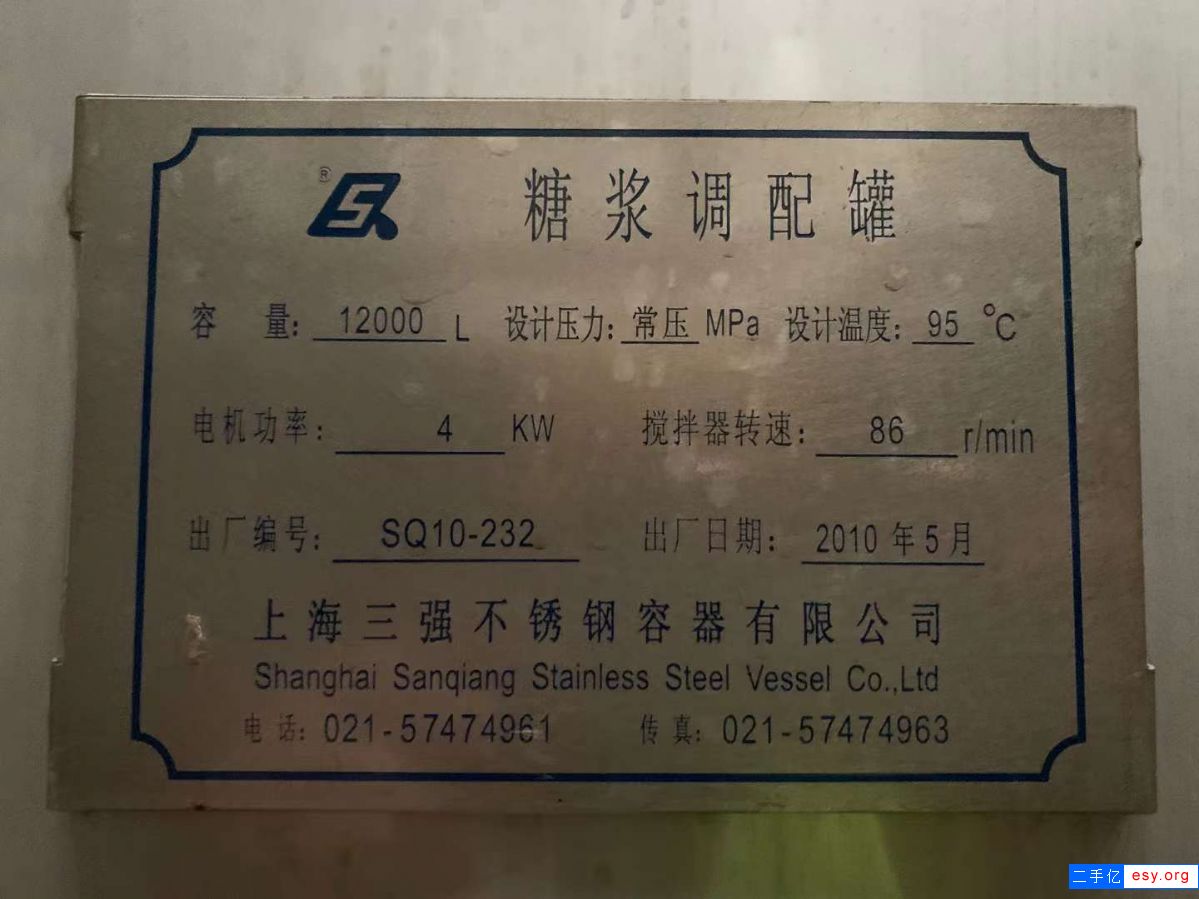 ® 糖浆调配罐
容 量: 12000 L 设计压力: 常压 MPa 设计温度: 95 ℃
电机功率: 4 KW 搅拌器转速: 86 r/min
出厂编号: SQ10-232 出厂日期: 2010 年 5 月
上海三强不锈钢容器有限公司
Shanghai Sanqiang Stainless Steel Vessel Co.,Ltd
电 话: 021-57474961 传 真: 021-57474963
二手亿 esy.org